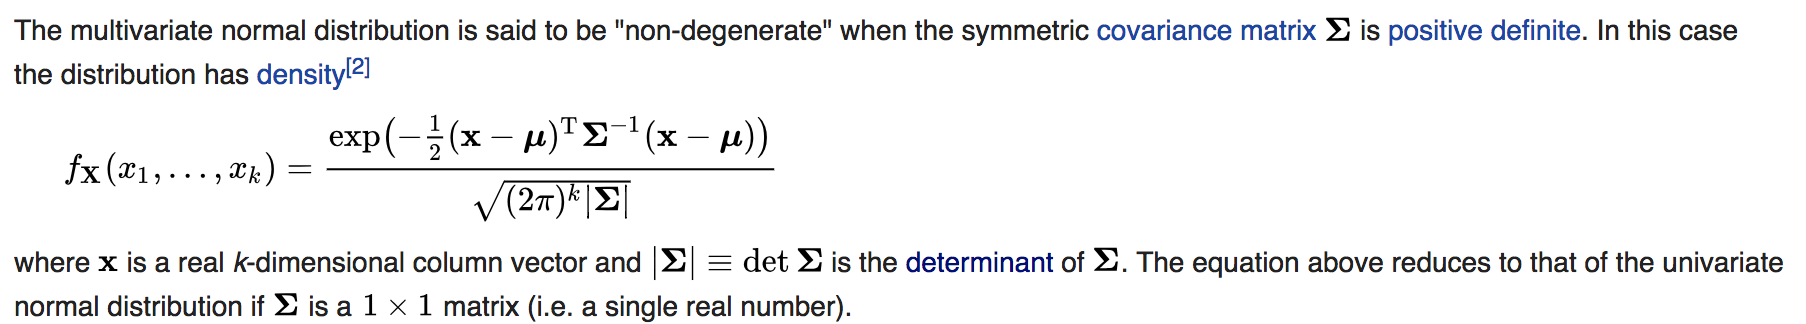 The multivariate normal distribution is said to be "non-degenerate" when the symmetric covariance matrix Σ is positive definite. In this case
the distribution has density[2]
f_X(x₁, . . . , x_k) = exp(−½(x − μ)ᵀΣ⁻¹(x − μ)) / √((2π)ᵏ|Σ|)
where x is a real k-dimensional column vector and |Σ| ≡ det Σ is the determinant of Σ. The equation above reduces to that of the univariate
normal distribution if Σ is a 1 × 1 matrix (i.e. a single real number).